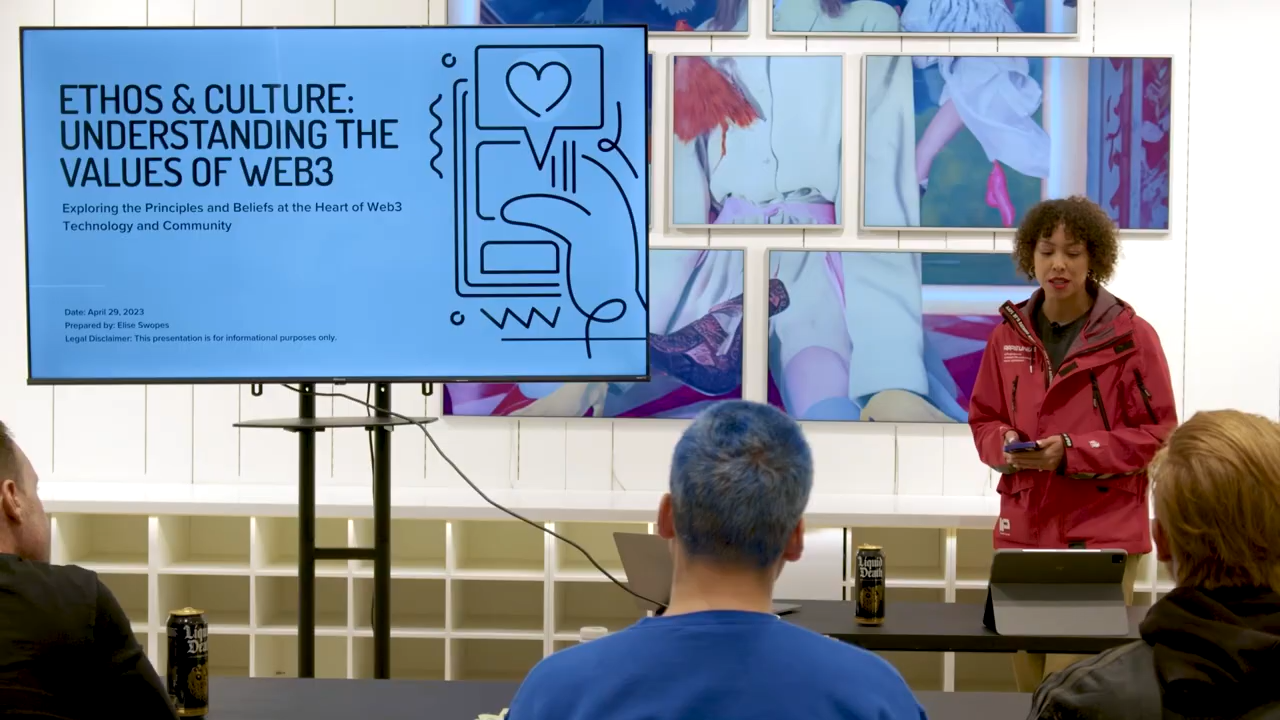 ETHOS & CULTURE:
UNDERSTANDING THE
VALUES OF WEB3
Exploring the Principles and Beliefs at the Heart of Web3
Technology and Community
Date: April 29, 2023
Prepared by: Elise Swopes
Legal Disclaimer: This presentation is for informational purposes only.
Liquid
Death
Liquid
Death